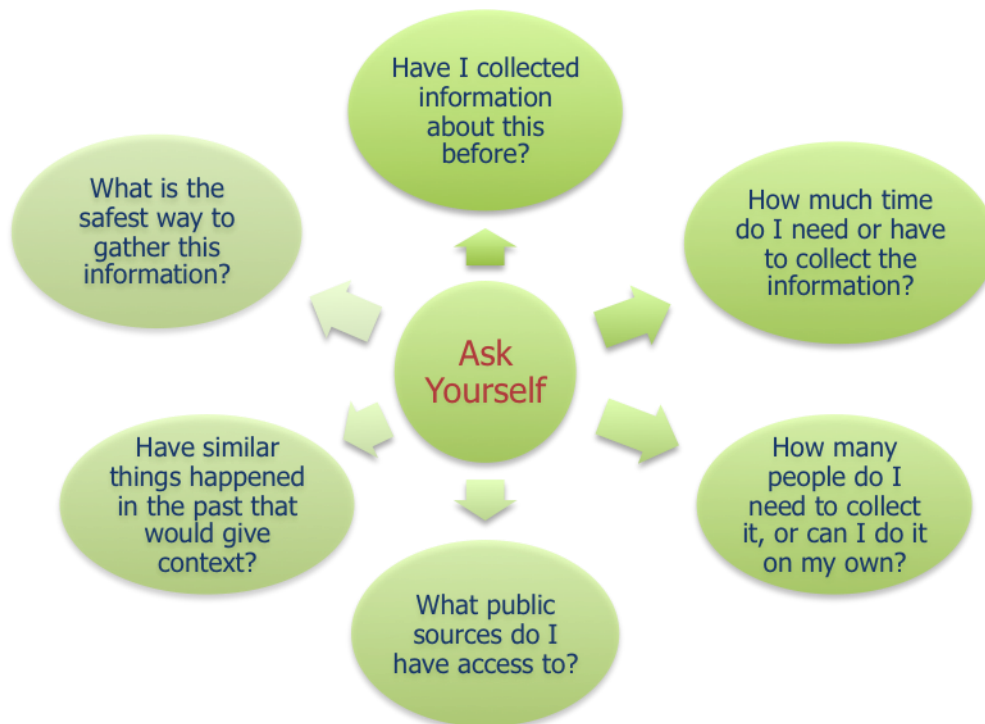 Have I collected
information
about this
before?
How much time
do I need or have
to collect the
information?
How many
people do I
need to collect
it, or can I do it
on my own?
What public
sources do I
have access to?
Have similar
things happened
in the past that
would give
context?
What is the
safest way to
gather this
information?
Ask
Yourself